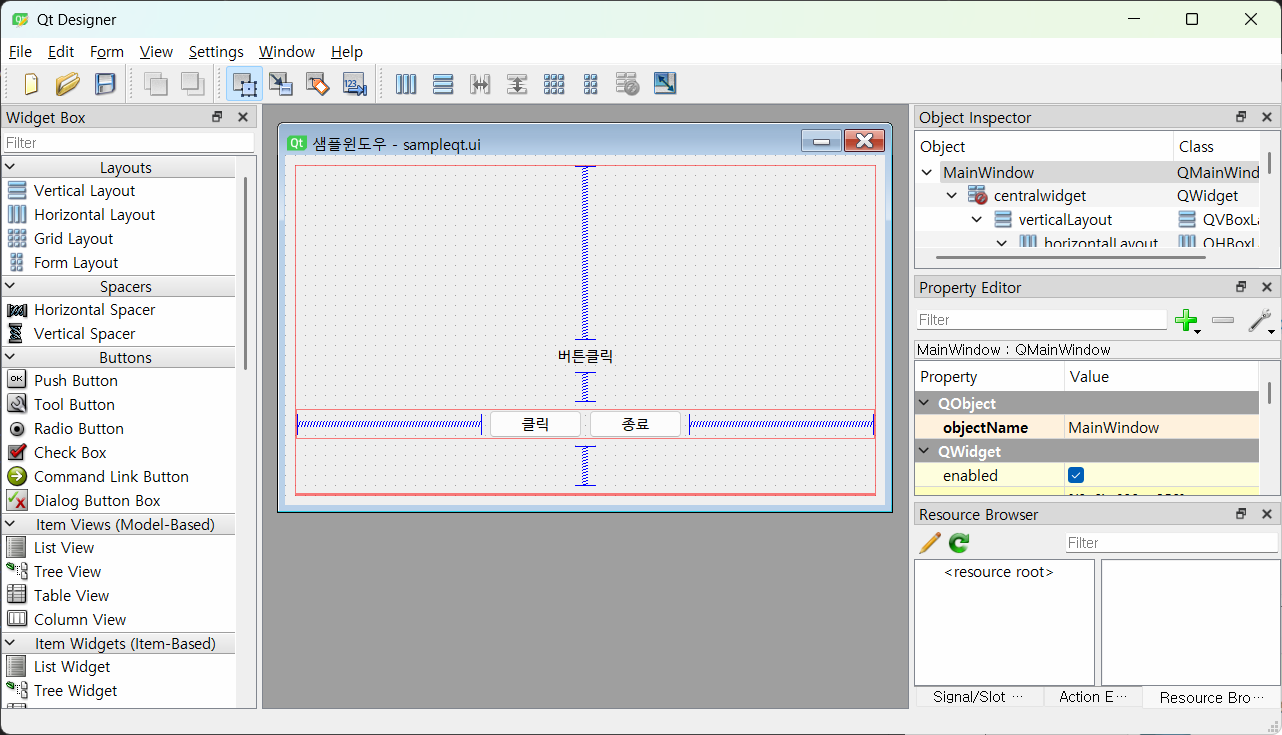 Qt Designer
File Edit Form View Settings Window Help
Widget Box
Filter
Layouts
Vertical Layout
Horizontal Layout
Grid Layout
Form Layout
Spacers
Horizontal Spacer
Vertical Spacer
Buttons
OK Push Button
Tool Button
Radio Button
Check Box
Command Link Button
Dialog Button Box
Item Views (Model-Based)
List View
Tree View
Table View
Column View
Item Widgets (Item-Based)
List Widget
Tree Widget
Qt 샘플윈도우 - sampleqt.ui
버튼클릭
클릭 종료
Object Inspector
Object Class
MainWindow QMainWind
centralwidget QWidget
verticalLayout QVBoxLa
horizontalLayout QHBoxL
Property Editor
Filter
MainWindow : QMainWindow
Property Value
QObject
objectName MainWindow
QWidget
enabled
Resource Browser
Filter
<resource root>
Signal/Slot ··· Action E··· Resource Bro···